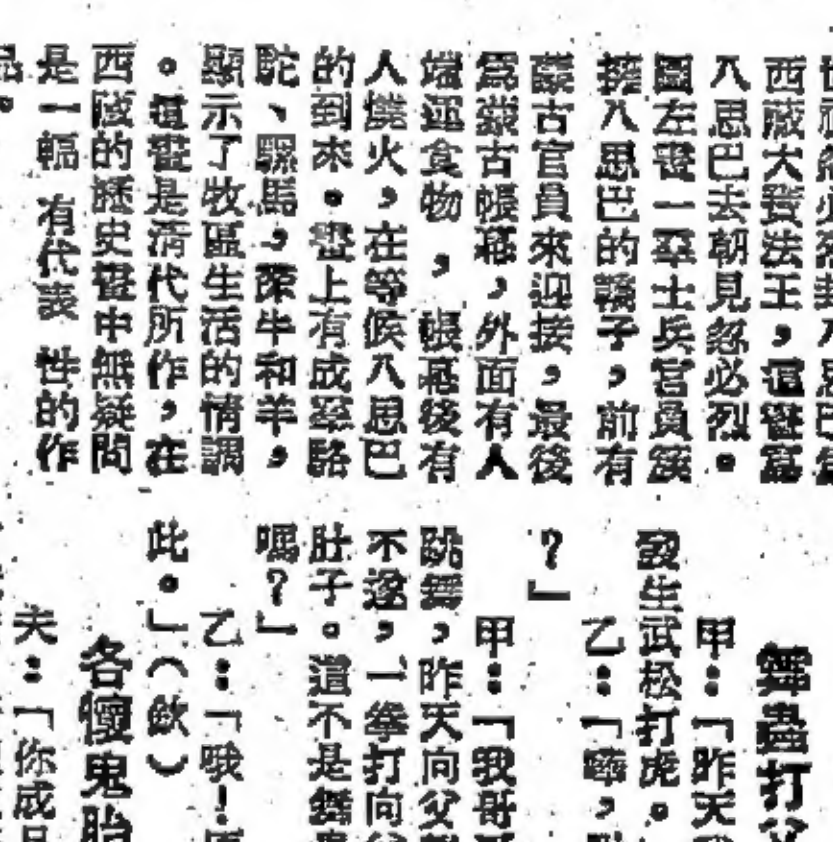 西藏大寶法王，這畫寫
八思巴去朝見忽必烈。
圖左畫一羣士兵官員簇
擁八思巴的轎子，前有
蒙古官員來迎接，最後
爲蒙古帳幕，外面有人
端運食物，帳幕後有
人燒火，在等候八思巴
的到來。畫上有成羣駱
駝、騾馬，犛牛和羊，
顯示了牧區生活的情調
。這畫是清代所作，在
西藏的歷史畫中無疑問
是一幅有代表性的作
品。
舞蟲打父
甲：「昨天
發生武松打虎。
乙：「嘩，
？」
甲：「我哥
跳舞，昨天向父
不遂，一拳打向
肚子。這不是舞
嗎？」
乙：「哦！
此。」（飲）
各懷鬼胎
夫：「你成